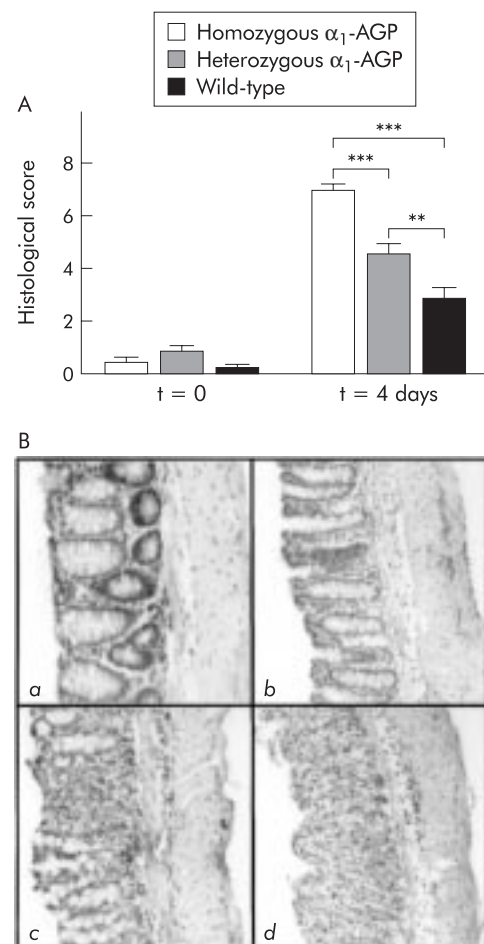 Homozygous α₁-AGP
Heterozygous α₁-AGP
Wild-type
A
Histological score
8
6
4
2
0
***
***
**
t = 0
t = 4 days
B
a
b
c
d